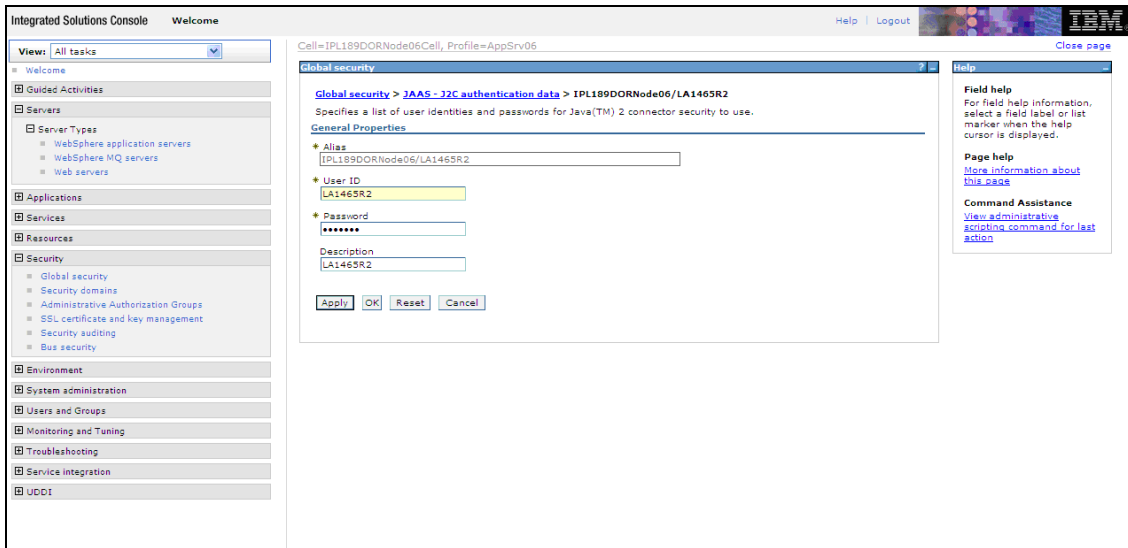 Integrated Solutions Console Welcome Help | Logout IBM
View: All tasks
Welcome
Guided Activities
Servers
Server Types
WebSphere application servers
WebSphere MQ servers
Web servers
Applications
Services
Resources
Security
Global security
Security domains
Administrative Authorization Groups
SSL certificate and key management
Security auditing
Bus security
Environment
System administration
Users and Groups
Monitoring and Tuning
Troubleshooting
Service integration
UDDI
Cell=IPL189DORNode06Cell, Profile=AppSrv06 Close page
Global security ? -
Global security > JAAS - J2C authentication data > IPL189DORNode06/LA1465R2
Specifies a list of user identities and passwords for Java(TM) 2 connector security to use.
General Properties
* Alias
IPL189DORNode06/LA1465R2
* User ID
LA1465R2
* Password
•••••••
Description
LA1465R2
Apply OK Reset Cancel
Help -
Field help
For field help information,
select a field label or list
marker when the help
cursor is displayed.
Page help
More information about
this page
Command Assistance
View administrative
scripting command for last
action